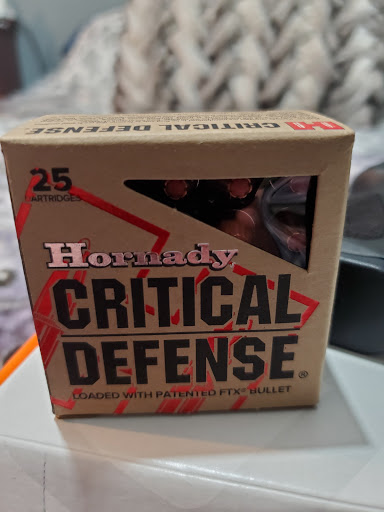 CRITICAL DEFENSE
25
CARTRIDGES
Hornady
CRITICAL
DEFENSE®
LOADED WITH PATENTED FTX® BULLET